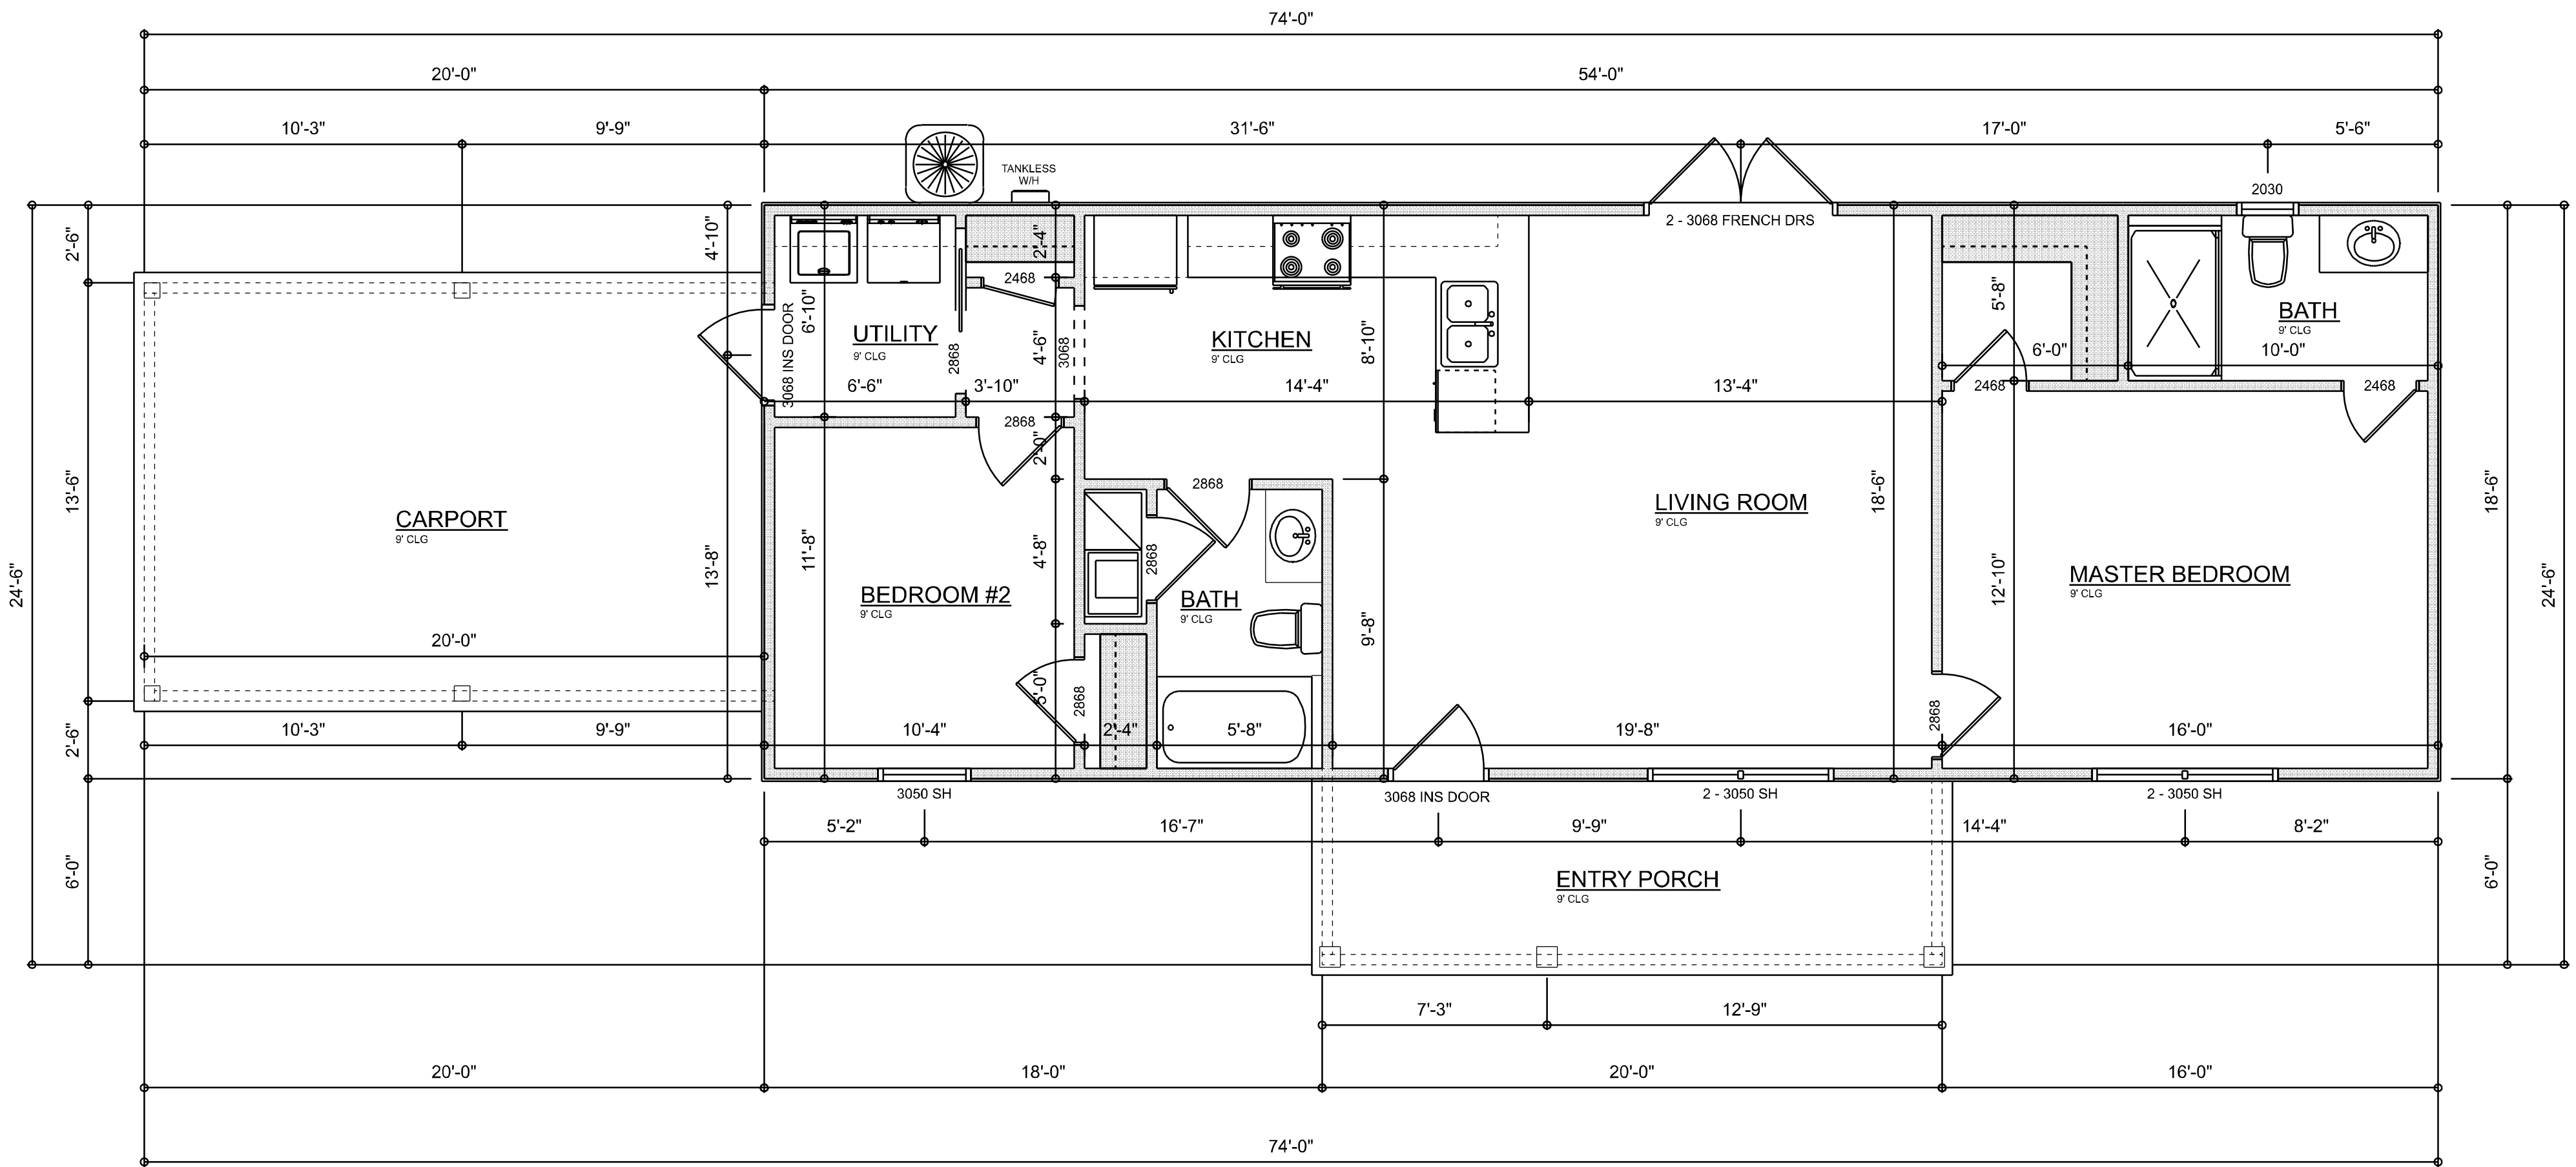 74'-0"
20'-0"
54'-0"
10'-3"
9'-9"
31'-6"
17'-0"
5'-6"
TANKLESS
W/H
2030
2 - 3068 FRENCH DRS
2'-6"
4'-10"
2'-4"
2468
3068 INS DOOR
6'-10"
UTILITY
9' CLG
2868
4'-6"
3068
KITCHEN
9' CLG
8'-10"
5'-8"
BATH
9' CLG
6'-0"
10'-0"
6'-6"
3'-10"
14'-4"
13'-4"
2468
2468
2868
2'-0"
13'-6"
CARPORT
9' CLG
2868
LIVING ROOM
9' CLG
18'-6"
18'-6"
24'-6"
13'-8"
11'-8"
4'-8"
2868
BEDROOM #2
9' CLG
BATH
9' CLG
9'-8"
12'-10"
MASTER BEDROOM
9' CLG
24'-6"
20'-0"
5'-0"
2868
2868
2'-6"
10'-3"
9'-9"
10'-4"
2'-4"
5'-8"
19'-8"
16'-0"
3050 SH
3068 INS DOOR
2 - 3050 SH
2 - 3050 SH
5'-2"
16'-7"
9'-9"
14'-4"
8'-2"
6'-0"
ENTRY PORCH
9' CLG
6'-0"
7'-3"
12'-9"
20'-0"
18'-0"
20'-0"
16'-0"
74'-0"